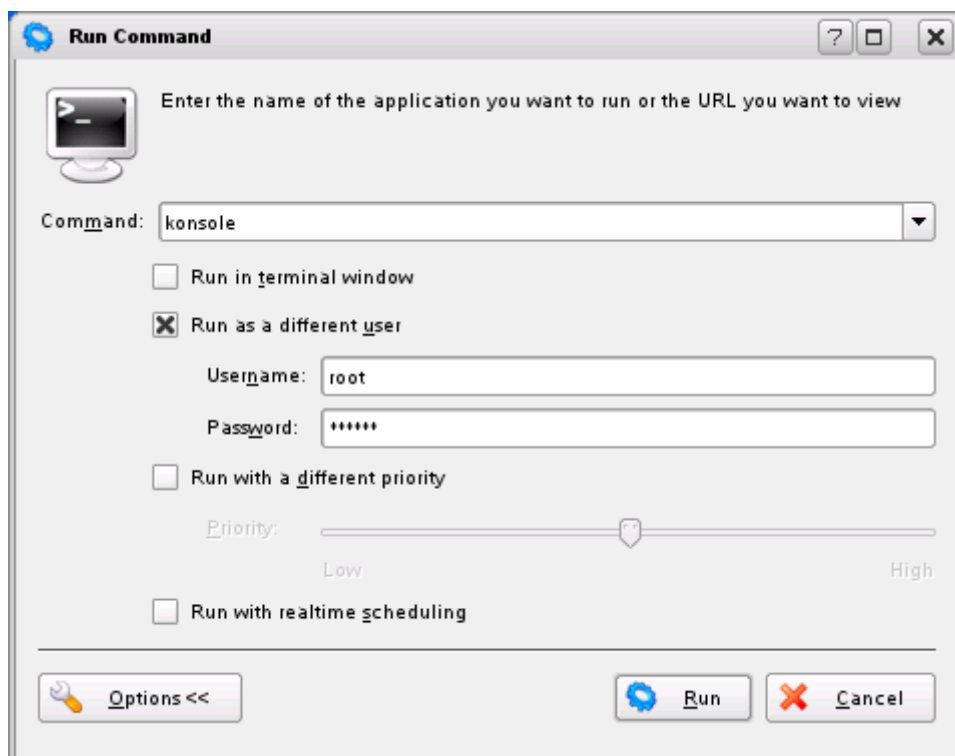 Run Command
?
>_
Enter the name of the application you want to run or the URL you want to view
Command: konsole
Run in terminal window
Run as a different user
Username: root
Password: ******
Run with a different priority
Priority:
Low High
Run with realtime scheduling
Options << Run Cancel